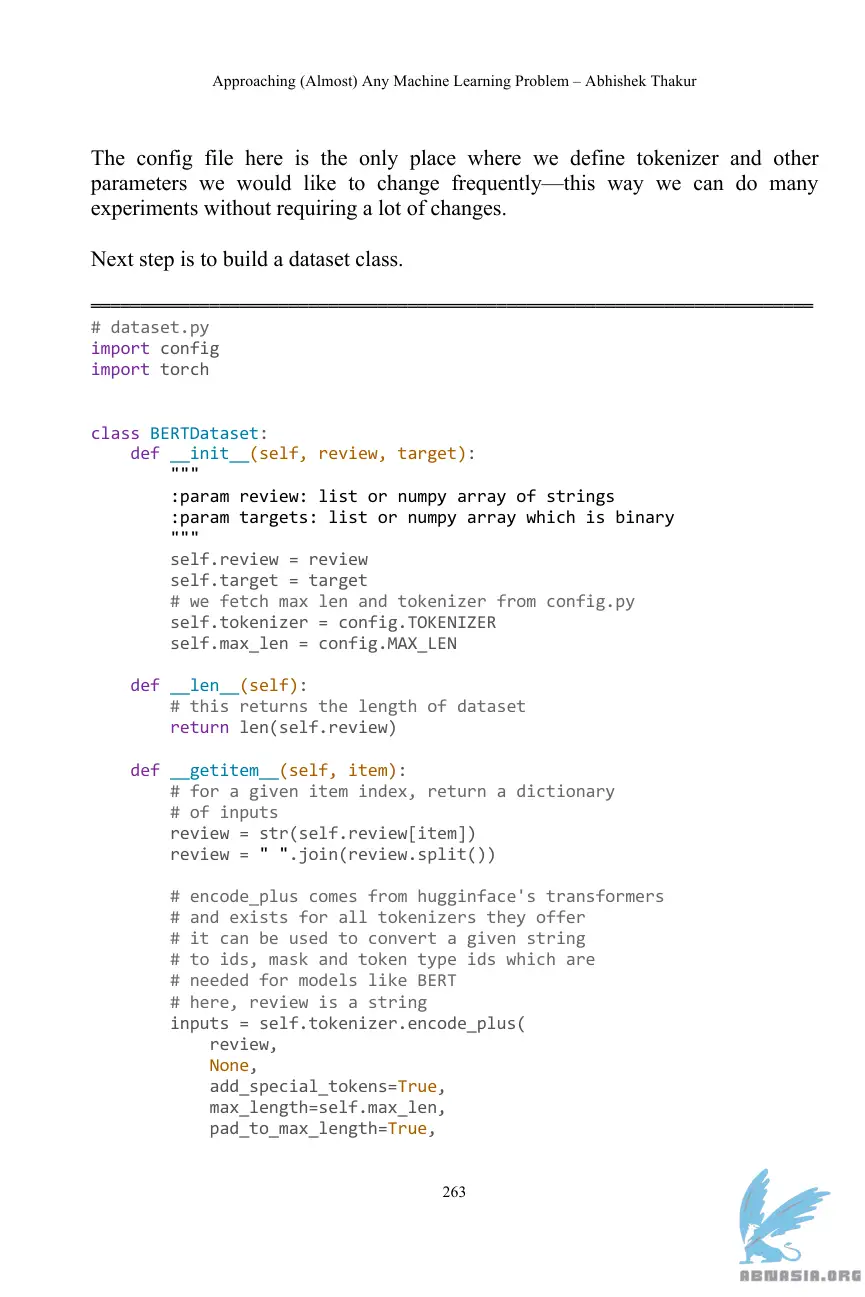 Approaching (Almost) Any Machine Learning Problem – Abhishek Thakur
The config file here is the only place where we define tokenizer and other
parameters we would like to change frequently—this way we can do many
experiments without requiring a lot of changes.
Next step is to build a dataset class.
# dataset.py
import config
import torch
class BERTDataset:
    def __init__(self, review, target):
        """
        :param review: list or numpy array of strings
        :param targets: list or numpy array which is binary
        """
        self.review = review
        self.target = target
        # we fetch max len and tokenizer from config.py
        self.tokenizer = config.TOKENIZER
        self.max_len = config.MAX_LEN
    def __len__(self):
        # this returns the length of dataset
        return len(self.review)
    def __getitem__(self, item):
        # for a given item index, return a dictionary
        # of inputs
        review = str(self.review[item])
        review = " ".join(review.split())
        # encode_plus comes from hugginface's transformers
        # and exists for all tokenizers they offer
        # it can be used to convert a given string
        # to ids, mask and token type ids which are
        # needed for models like BERT
        # here, review is a string
        inputs = self.tokenizer.encode_plus(
            review,
            None,
            add_special_tokens=True,
            max_length=self.max_len,
            pad_to_max_length=True,
263
ABNASIA.ORG